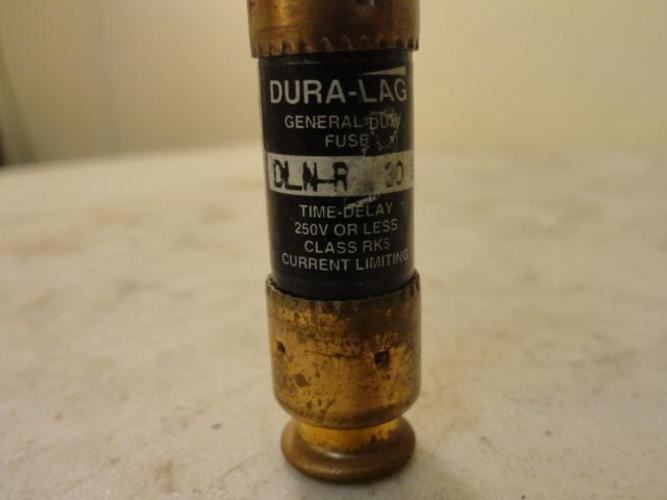 DURA-LAG
GENERAL DUTY
FUSE
DLN-R 30
TIME-DELAY
250V OR LESS
CLASS RK5
CURRENT LIMITING